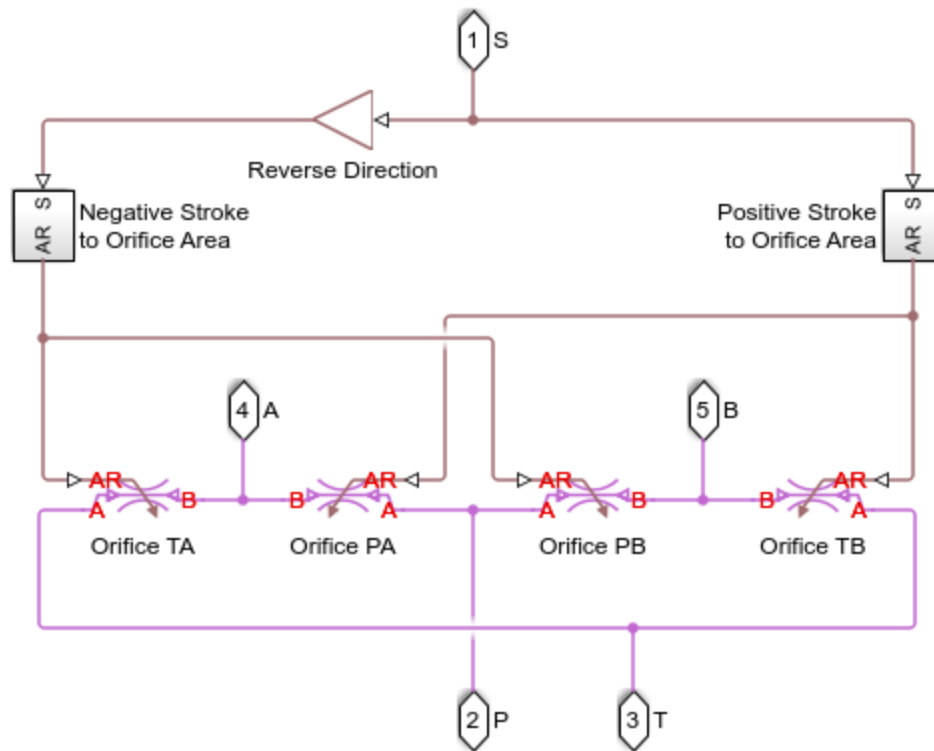 1 S
Reverse Direction
S
AR
Negative Stroke
to Orifice Area
Positive Stroke
to Orifice Area
S
AR
4 A
5 B
AR
A
B
Orifice TA
B
AR
A
Orifice PA
AR
A
B
Orifice PB
B
AR
A
Orifice TB
2 P
3 T